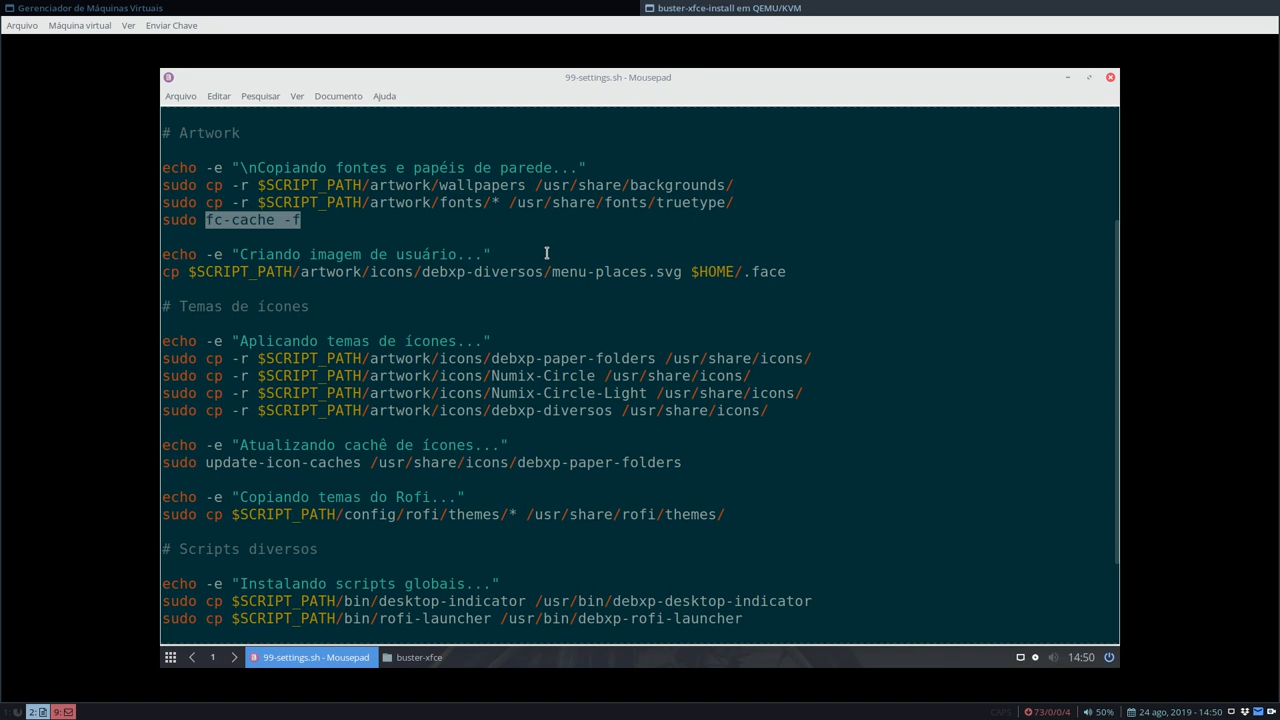 Gerenciador de Máquinas Virtuais
buster-xfce-install em QEMU/KVM
Arquivo Máquina virtual Ver Enviar Chave
99-settings.sh - Mousepad
Arquivo Editar Pesquisar Ver Documento Ajuda
# Artwork
echo -e "\nCopiando fontes e papéis de parede..."
sudo cp -r $SCRIPT_PATH/artwork/wallpapers /usr/share/backgrounds/
sudo cp -r $SCRIPT_PATH/artwork/fonts/* /usr/share/fonts/truetype/
sudo fc-cache -f
echo -e "Criando imagem de usuário..."
cp $SCRIPT_PATH/artwork/icons/debxp-diversos/menu-places.svg $HOME/.face
# Temas de ícones
echo -e "Aplicando temas de ícones..."
sudo cp -r $SCRIPT_PATH/artwork/icons/debxp-paper-folders /usr/share/icons/
sudo cp -r $SCRIPT_PATH/artwork/icons/Numix-Circle /usr/share/icons/
sudo cp -r $SCRIPT_PATH/artwork/icons/Numix-Circle-Light /usr/share/icons/
sudo cp -r $SCRIPT_PATH/artwork/icons/debxp-diversos /usr/share/icons/
echo -e "Atualizando cachê de ícones..."
sudo update-icon-caches /usr/share/icons/debxp-paper-folders
echo -e "Copiando temas do Rofi..."
sudo cp $SCRIPT_PATH/config/rofi/themes/* /usr/share/rofi/themes/
# Scripts diversos
echo -e "Instalando scripts globais..."
sudo cp $SCRIPT_PATH/bin/desktop-indicator /usr/bin/debxp-desktop-indicator
sudo cp $SCRIPT_PATH/bin/rofi-launcher /usr/bin/debxp-rofi-launcher
1 99-settings.sh - Mousepad buster-xfce 14:50
1: 2: 9: CAPS 73/0/0/4 50% 24 ago, 2019 - 14:50